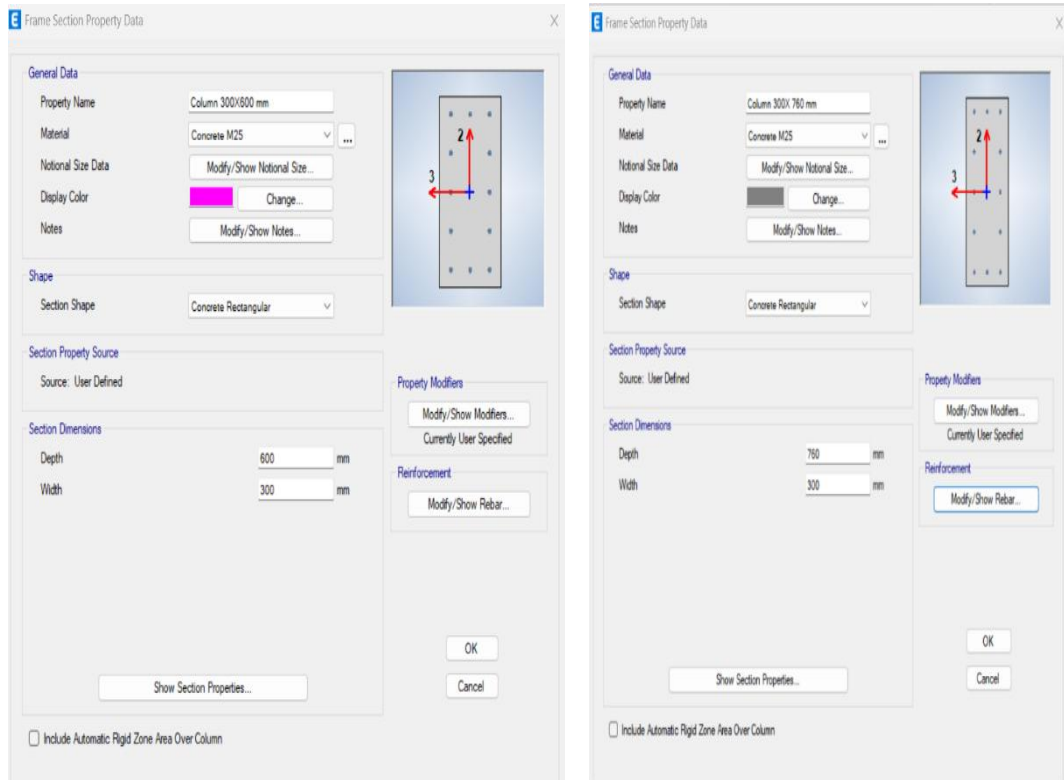 E Frame Section Property Data X
General Data
Property Name Column 300X600 mm
Material Concrete M25 ...
Notional Size Data Modify/Show Notional Size...
Display Color Change...
Notes Modify/Show Notes...
2
3
Shape
Section Shape Concrete Rectangular
Section Property Source
Source: User Defined
Property Modifiers
Modify/Show Modifiers...
Currently User Specified
Section Dimensions
Depth 600 mm
Width 300 mm
Reinforcement
Modify/Show Rebar...
OK
Show Section Properties...
Cancel
Include Automatic Rigid Zone Area Over Column
E Frame Section Property Data X
General Data
Property Name Column 300X 760 mm
Material Concrete M25 ...
Notional Size Data Modify/Show Notional Size...
Display Color Change...
Notes Modify/Show Notes...
2
3
Shape
Section Shape Concrete Rectangular
Section Property Source
Source: User Defined
Property Modifiers
Modify/Show Modifiers...
Currently User Specified
Section Dimensions
Depth 760 mm
Width 300 mm
Reinforcement
Modify/Show Rebar...
OK
Show Section Properties...
Cancel
Include Automatic Rigid Zone Area Over Column